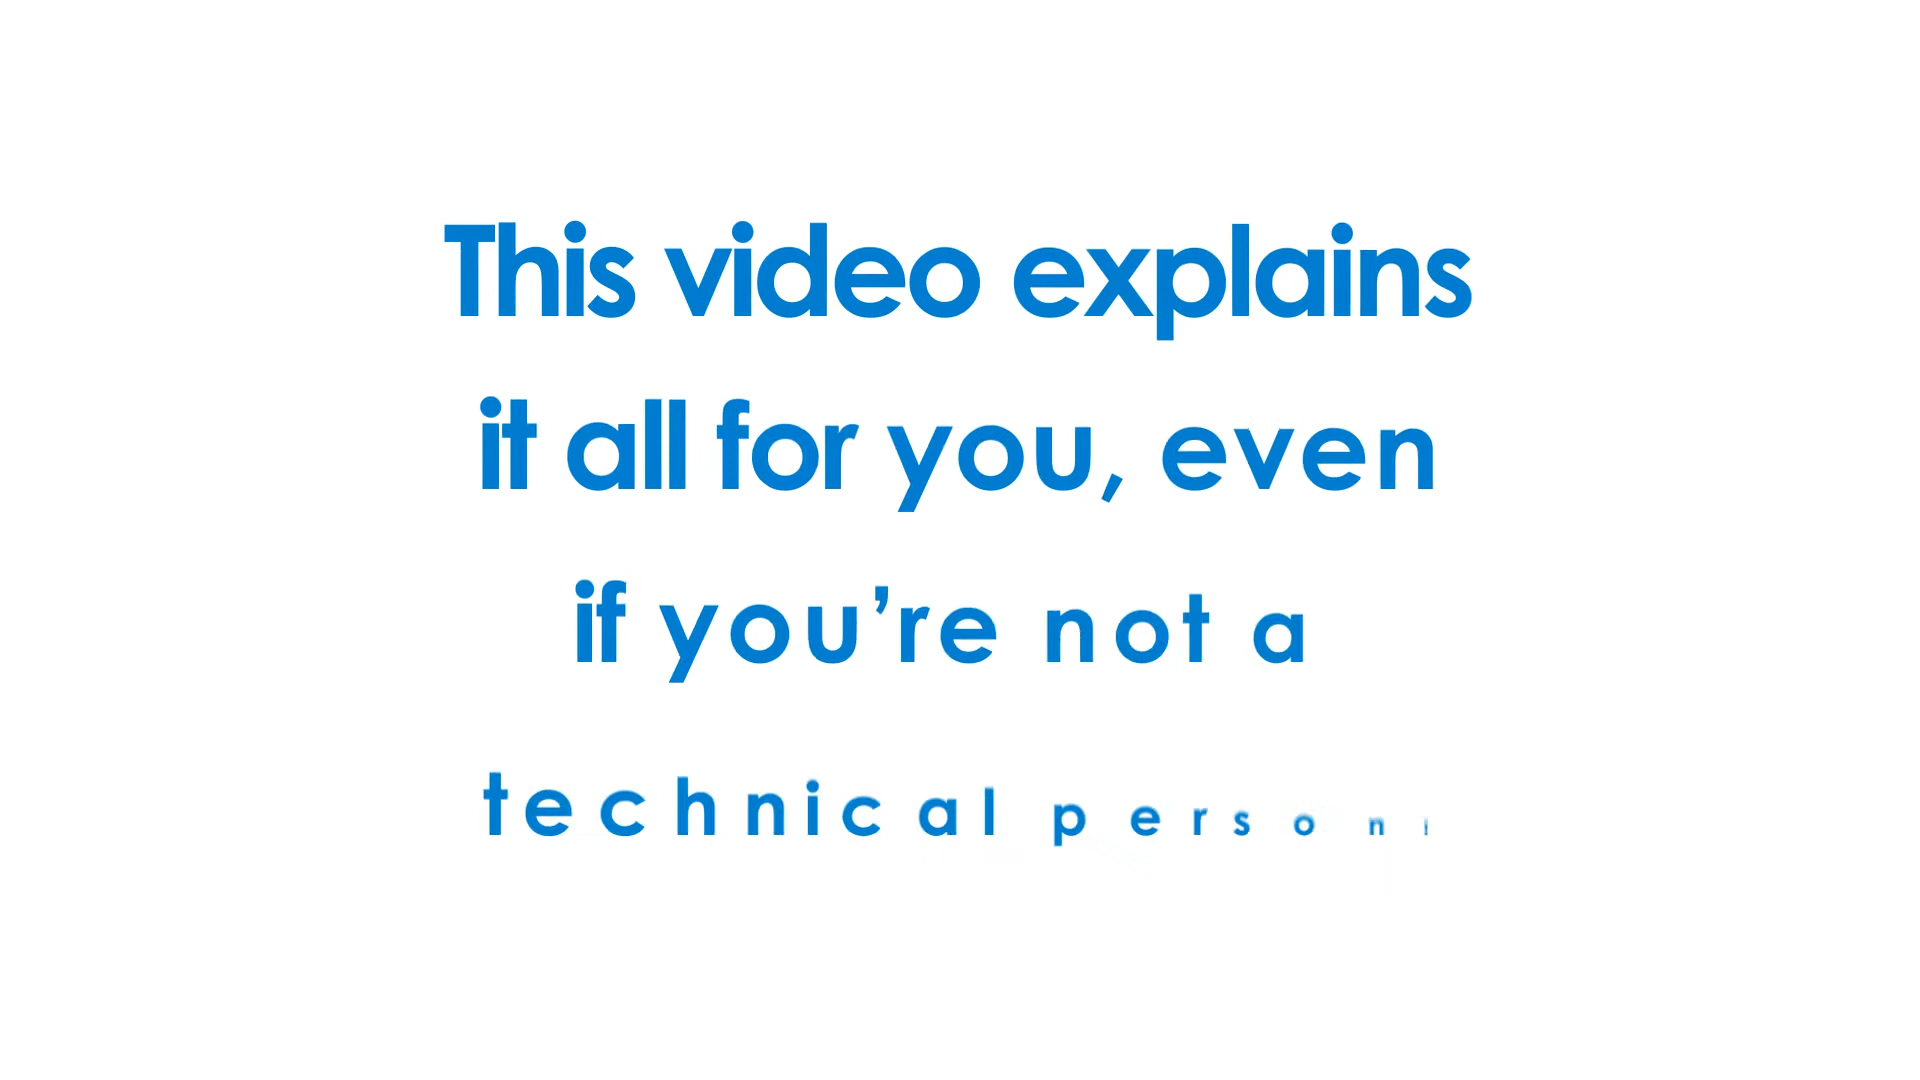 This video explains
it all for you, even
if you’re not a
technical person!